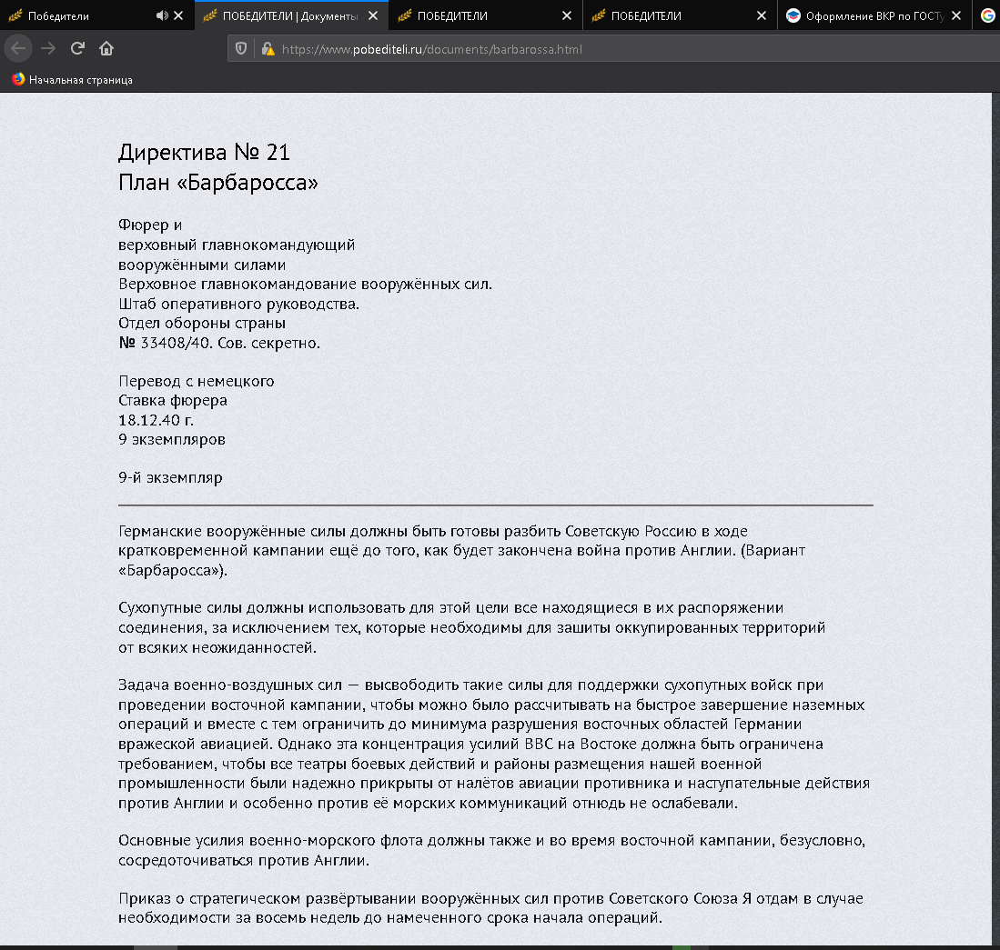 Победители
ПОБЕДИТЕЛИ | Документы
ПОБЕДИТЕЛИ
ПОБЕДИТЕЛИ
Оформление ВКР по ГОСТу
https://www.pobediteli.ru/documents/barbarossa.html
Начальная страница
Директива № 21
План «Барбаросса»
Фюрер и
верховный главнокомандующий
вооружёнными силами
Верховное главнокомандование вооружённых сил.
Штаб оперативного руководства.
Отдел обороны страны
№ 33408/40. Сов. секретно.
Перевод с немецкого
Ставка фюрера
18.12.40 г.
9 экземпляров
9-й экземпляр
Германские вооружённые силы должны быть готовы разбить Советскую Россию в ходе
кратковременной кампании ещё до того, как будет закончена война против Англии. (Вариант
«Барбаросса»).
Сухопутные силы должны использовать для этой цели все находящиеся в их распоряжении
соединения, за исключением тех, которые необходимы для зашиты оккупированных территорий
от всяких неожиданностей.
Задача военно-воздушных сил — высвободить такие силы для поддержки сухопутных войск при
проведении восточной кампании, чтобы можно было рассчитывать на быстрое завершение наземных
операций и вместе с тем ограничить до минимума разрушения восточных областей Германии
вражеской авиацией. Однако эта концентрация усилий ВВС на Востоке должна быть ограничена
требованием, чтобы все театры боевых действий и районы размещения нашей военной
промышленности были надежно прикрыты от налётов авиации противника и наступательные действия
против Англии и особенно против её морских коммуникаций отнюдь не ослабевали.
Основные усилия военно-морского флота должны также и во время восточной кампании, безусловно,
сосредоточиваться против Англии.
Приказ о стратегическом развёртывании вооружённых сил против Советского Союза Я отдам в случае
необходимости за восемь недель до намеченного срока начала операций.